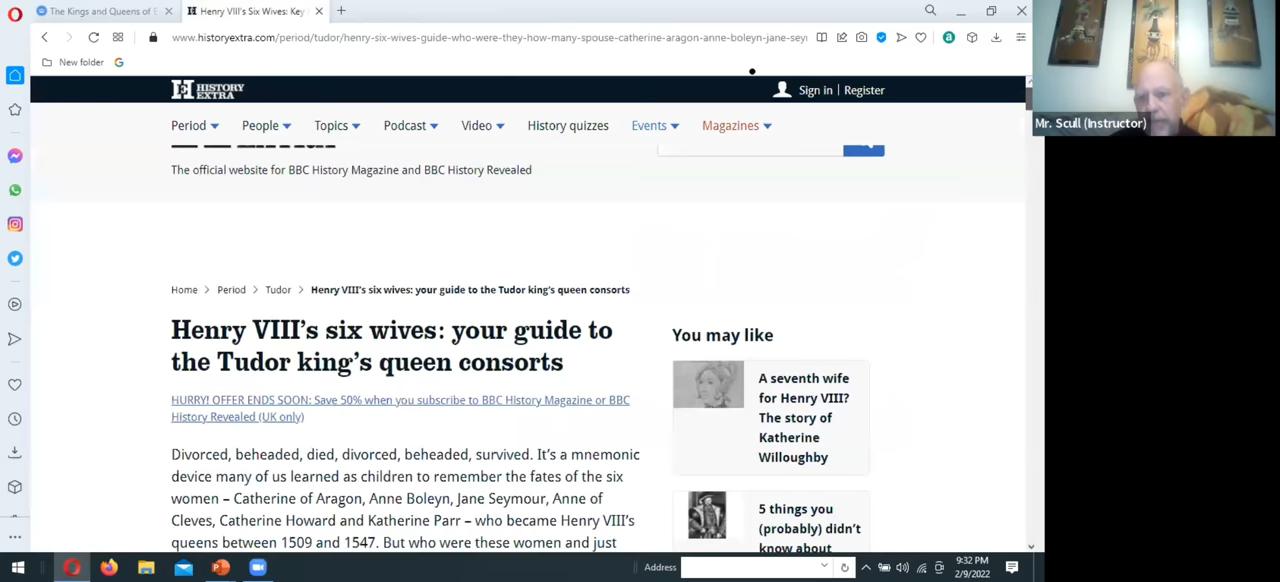 The Kings and Queens of E
Henry VIII's Six Wives: Key
www.historyextra.com/period/tudor/henry-six-wives-guide-who-were-they-how-many-spouse-catherine-aragon-anne-boleyn-jane-sey
New folder
HISTORY
EXTRA
Sign in | Register
Period People Topics Podcast Video History quizzes Events Magazines
The official website for BBC History Magazine and BBC History Revealed
Home > Period > Tudor > Henry VIII's six wives: your guide to the Tudor king's queen consorts
Henry VIII's six wives: your guide to
the Tudor king's queen consorts
HURRY! OFFER ENDS SOON: Save 50% when you subscribe to BBC History Magazine or BBC
History Revealed (UK only)
Divorced, beheaded, died, divorced, beheaded, survived. It's a mnemonic
device many of us learned as children to remember the fates of the six
women – Catherine of Aragon, Anne Boleyn, Jane Seymour, Anne of
Cleves, Catherine Howard and Katherine Parr – who became Henry VIII's
queens between 1509 and 1547. But who were these women and just
You may like
A seventh wife
for Henry VIII?
The story of
Katherine
Willoughby
5 things you
(probably) didn't
know about
Mr. Scull (Instructor)
Address
9:32 PM
2/9/2022